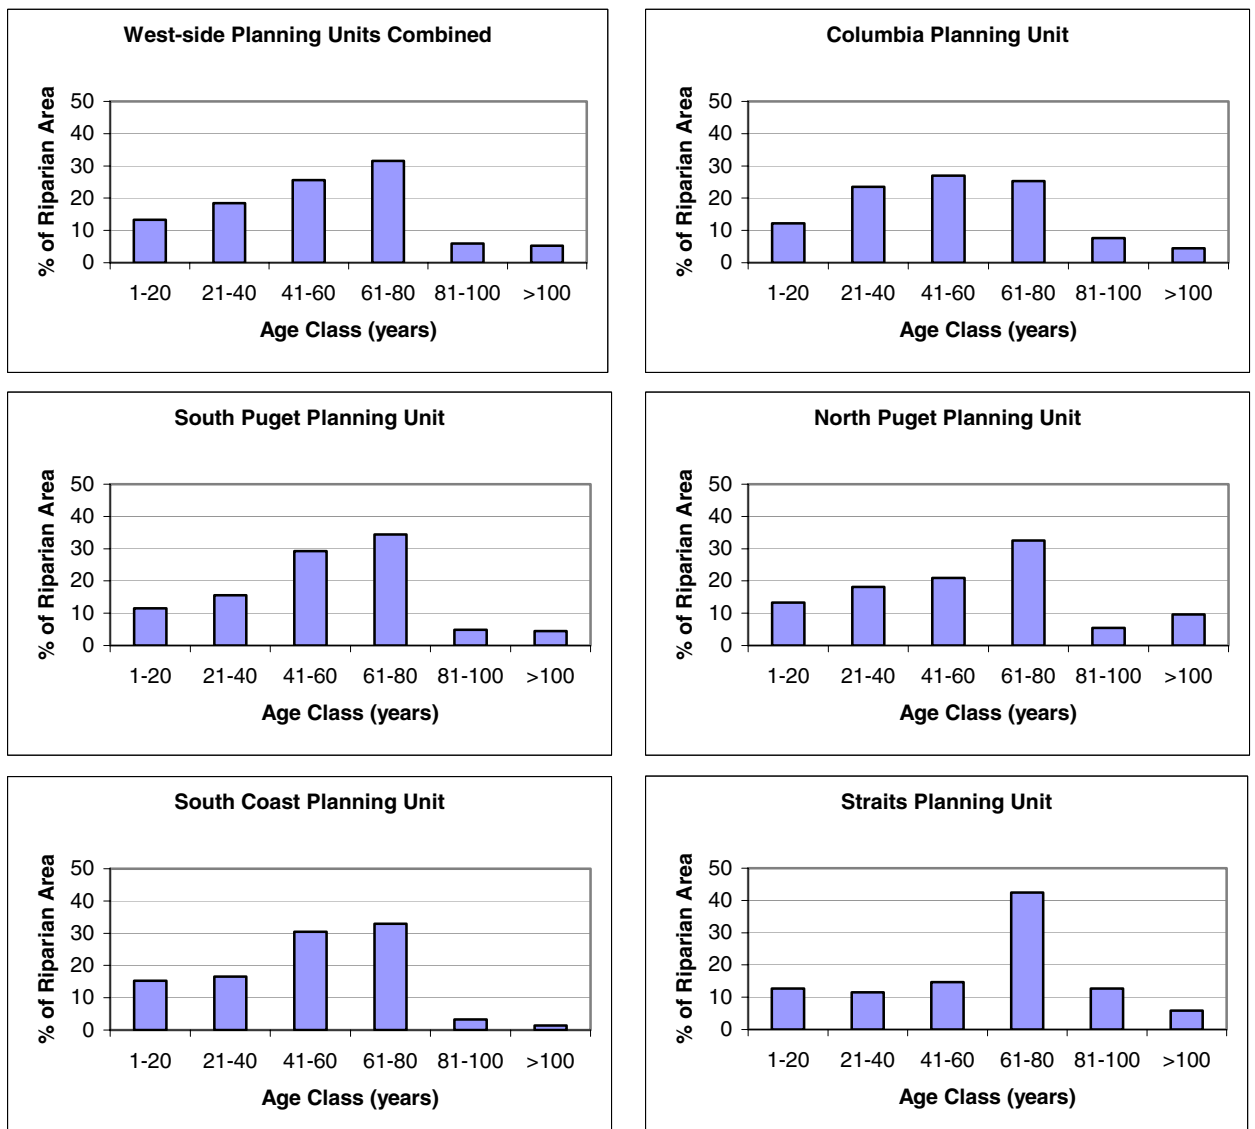 West-side Planning Units Combined
% of Riparian Area
50
40
30
20
10
0
1-20 21-40 41-60 61-80 81-100 >100
Age Class (years)
Columbia Planning Unit
% of Riparian Area
50
40
30
20
10
0
1-20 21-40 41-60 61-80 81-100 >100
Age Class (years)
South Puget Planning Unit
% of Riparian Area
50
40
30
20
10
0
1-20 21-40 41-60 61-80 81-100 >100
Age Class (years)
North Puget Planning Unit
% of Riparian Area
50
40
30
20
10
0
1-20 21-40 41-60 61-80 81-100 >100
Age Class (years)
South Coast Planning Unit
% of Riparian Area
50
40
30
20
10
0
1-20 21-40 41-60 61-80 81-100 >100
Age Class (years)
Straits Planning Unit
% of Riparian Area
50
40
30
20
10
0
1-20 21-40 41-60 61-80 81-100 >100
Age Class (years)